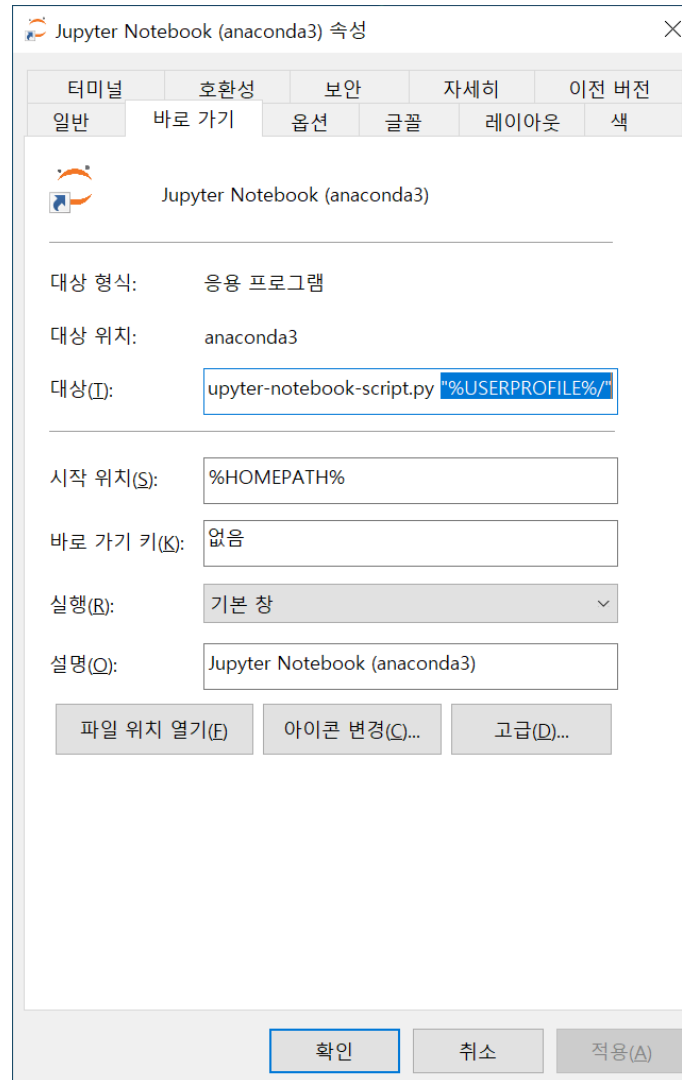 Jupyter Notebook (anaconda3) 속성
터미널 호환성 보안 자세히 이전 버전
일반 바로 가기 옵션 글꼴 레이아웃 색
Jupyter Notebook (anaconda3)
대상 형식: 응용 프로그램
대상 위치: anaconda3
대상(T): upyter-notebook-script.py "%USERPROFILE%/"
시작 위치(S): %HOMEPATH%
바로 가기 키(K): 없음
실행(R): 기본 창
설명(O): Jupyter Notebook (anaconda3)
파일 위치 열기(F) 아이콘 변경(C)... 고급(D)...
확인 취소 적용(A)